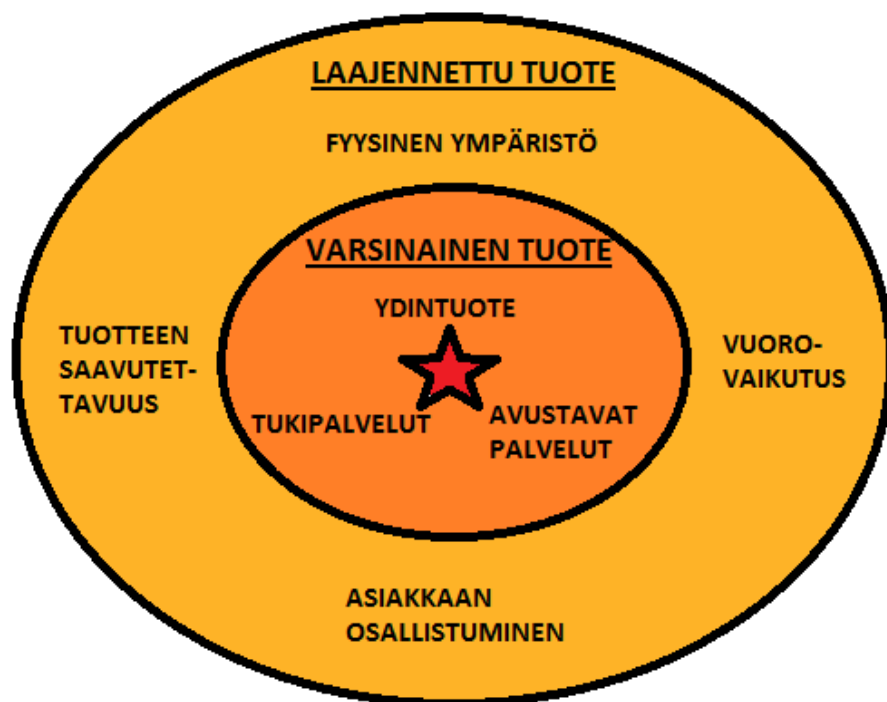 LAAJENNETTU TUOTE
FYYSINEN YMPÄRISTÖ
VARSINAINEN TUOTE
YDINTUOTE
TUOTTEEN
SAAVUTET-
TAVUUS
VUORO-
VAIKUTUS
TUKIPALVELUT
AVUSTAVAT
PALVELUT
ASIAKKAAN
OSALLISTUMINEN